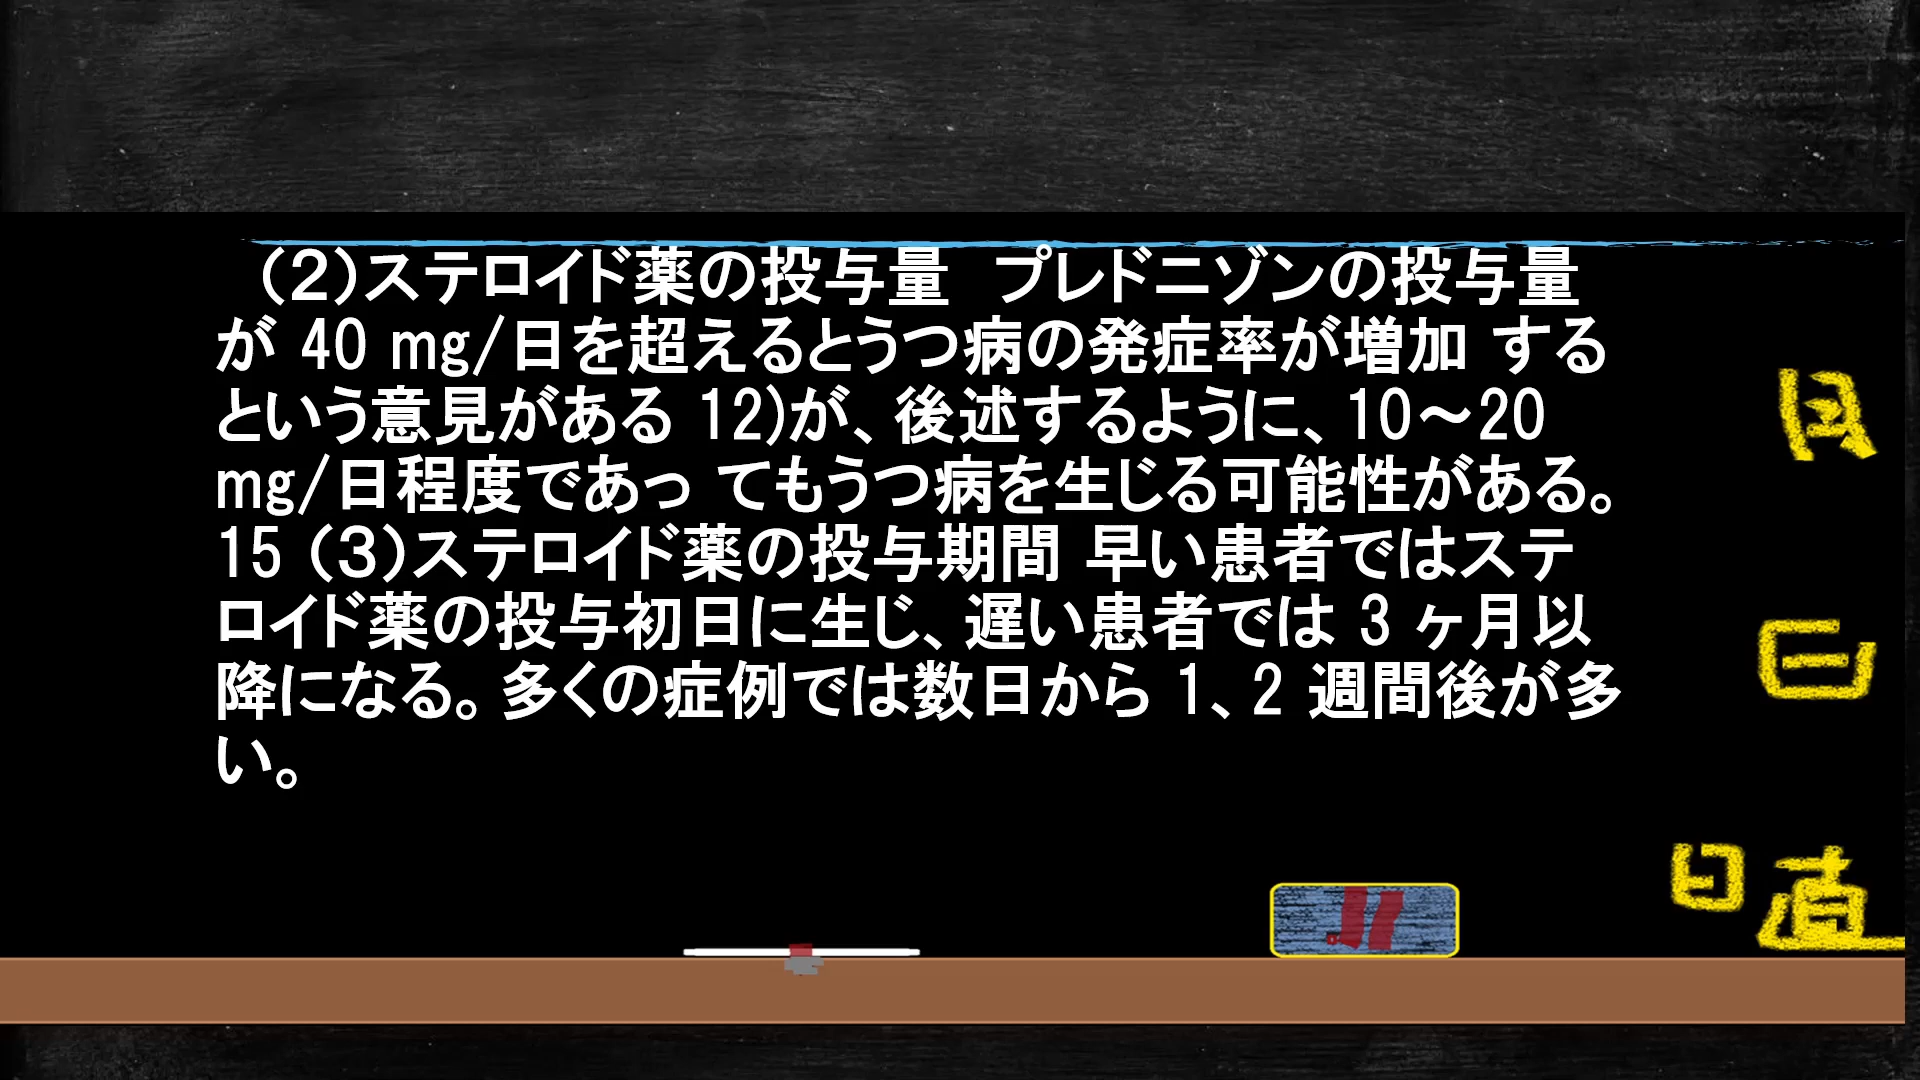 （２）ステロイド薬の投与量　プレドニゾンの投与量
が 40 mg/日を超えるとうつ病の発症率が増加 する
という意見がある 12)が、後述するように、10～20
mg/日程度であっ てもうつ病を生じる可能性がある。
15（３）ステロイド薬の投与期間 早い患者ではステ
ロイド薬の投与初日に生じ、遅い患者では 3 ヶ月以
降になる。多くの症例では数日から 1、2 週間後が多
い。
日直